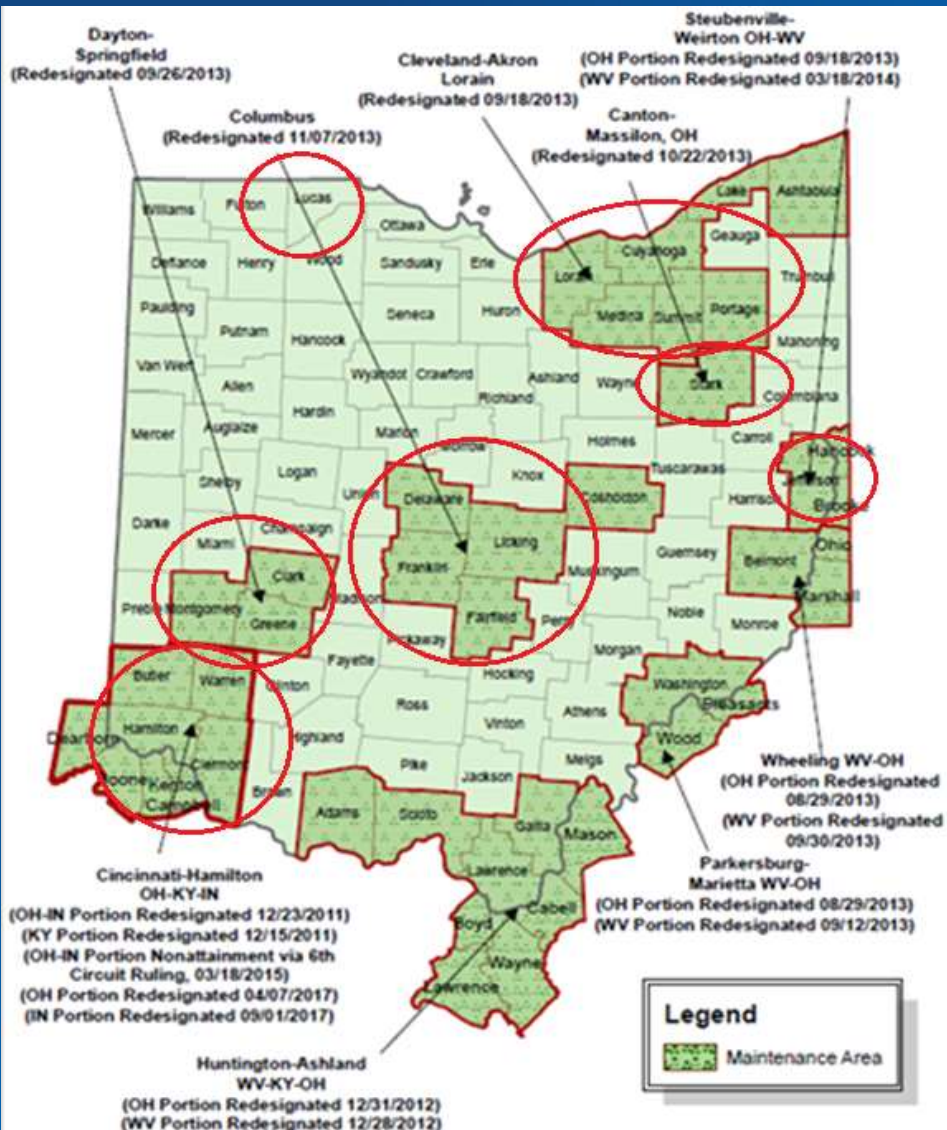 Dayton-
Springfield
(Redesignated 09/26/2013)
Columbus
(Redesignated 11/07/2013)
Cleveland-Akron
Lorain
(Redesignated 09/18/2013)
Canton-
Massilon, OH
(Redesignated 10/22/2013)
Steubenville-
Weirton OH-WV
(OH Portion Redesignated 09/18/2013)
(WV Portion Redesignated 03/18/2014)
Williams
Fulton
Lucas
Ottawa
Lake
Ashtabula
Geauga
Cuyahoga
Defiance
Henry
Wood
Sandusky
Erie
Lorain
Trumbull
Paulding
Putnam
Hancock
Seneca
Huron
Medina
Summit
Portage
Mahoning
Van Wert
Allen
Wyandot
Crawford
Richland
Ashland
Wayne
Stark
Columbiana
Mercer
Auglaize
Hardin
Marion
Morrow
Knox
Holmes
Carroll
Hancock
Jefferson
Brooke
Shelby
Logan
Union
Delaware
Coshocton
Tuscarawas
Harrison
Darke
Miami
Champaign
Clark
Franklin
Licking
Muskingum
Guernsey
Belmont
Ohio
Marshall
Preble
Montgomery
Greene
Madison
Pickaway
Fairfield
Perry
Morgan
Noble
Monroe
Butler
Warren
Clinton
Fayette
Ross
Hocking
Vinton
Athens
Washington
Pleasants
Wood
Dearborn
Hamilton
Clermont
Highland
Pike
Jackson
Meigs
Boone
Kenton
Campbell
Brown
Adams
Scioto
Gallia
Mason
Lawrence
Boyd
Cabell
Wayne
Lawrence
Wheeling WV-OH
(OH Portion Redesignated
08/29/2013)
(WV Portion Redesignated
09/30/2013)
Parkersburg-
Marietta WV-OH
(OH Portion Redesignated 08/29/2013)
(WV Portion Redesignated 09/12/2013)
Cincinnati-Hamilton
OH-KY-IN
(OH-IN Portion Redesignated 12/23/2011)
(KY Portion Redesignated 12/15/2011)
(OH-IN Portion Nonattainment via 6th
Circuit Ruling, 03/18/2015)
(OH Portion Redesignated 04/07/2017)
(IN Portion Redesignated 09/01/2017)
Huntington-Ashland
WV-KY-OH
(OH Portion Redesignated 12/31/2012)
(WV Portion Redesignated 12/28/2012)
Legend
Maintenance Area